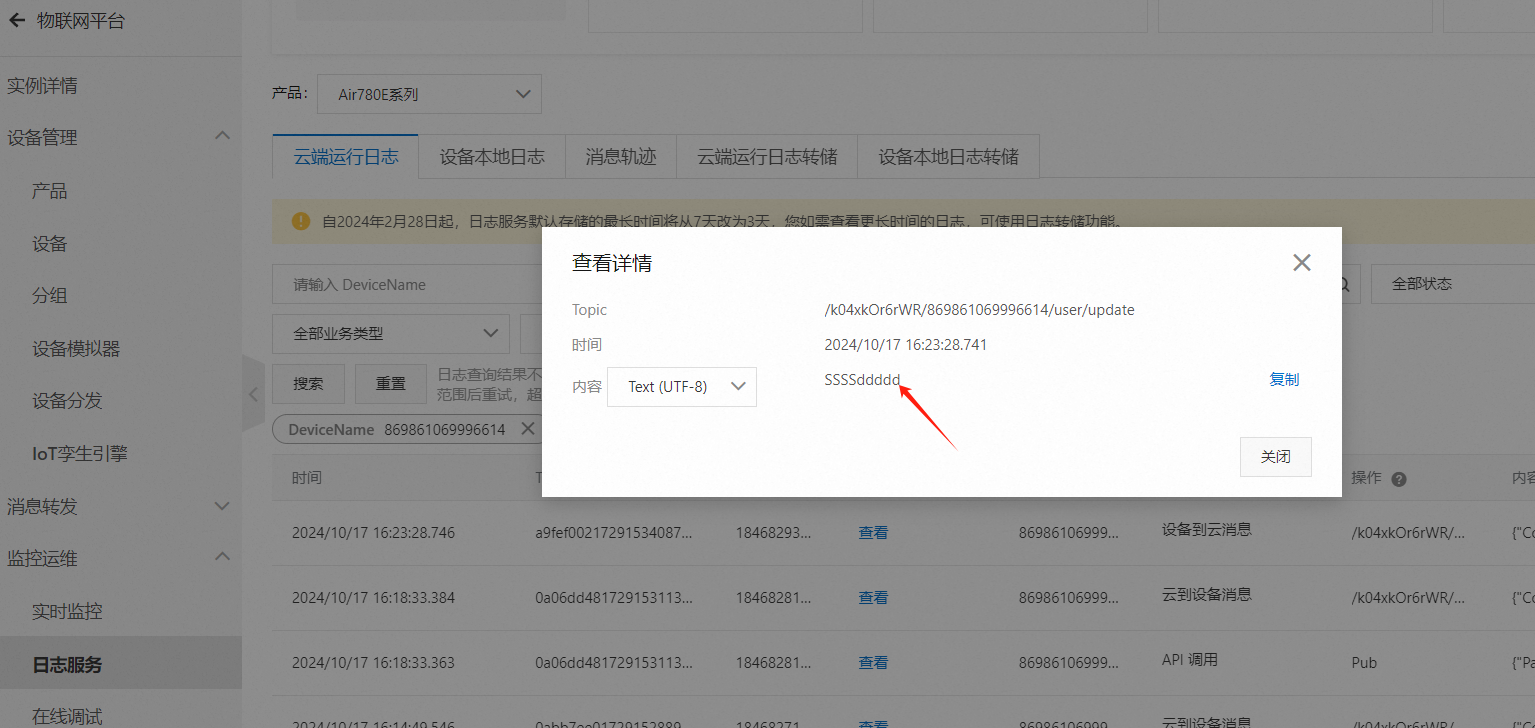 物联网平台
实例详情
设备管理
产品
设备
分组
设备模拟器
设备分发
IoT孪生引擎
消息转发
监控运维
实时监控
日志服务
在线调试
产品： Air780E系列
云端运行日志 设备本地日志 消息轨迹 云端运行日志转储 设备本地日志转储
自2024年2月28日起，日志服务默认存储的最长时间将从7天改为3天，您如需查看更长时间的日志，可使用日志转储功能。
请输入 DeviceName 全部状态
全部业务类型
搜索 重置 日志查询结果不
范围后重试，超
DeviceName 869861069996614
查看详情
Topic /k04xkOr6rWR/869861069996614/user/update
时间 2024/10/17 16:23:28.741
内容 Text (UTF-8) SSSSddddd 复制
关闭
时间 操作 ? 内容
2024/10/17 16:23:28.746 a9fef00217291534087... 18468293... 查看 86986106999... 设备到云消息 /k04xkOr6rWR/... {"Co
2024/10/17 16:18:33.384 0a06dd481729153113... 18468281... 查看 86986106999... 云到设备消息 /k04xkOr6rWR/... {"Co
2024/10/17 16:18:33.363 0a06dd481729153113... 18468281... 查看 86986106999... API 调用 Pub {"Pa
2024/10/17 16:14:49.546 18468271... 查看 86986106999... 云到设备消息 /k04xkOr6rWR/... {"Co